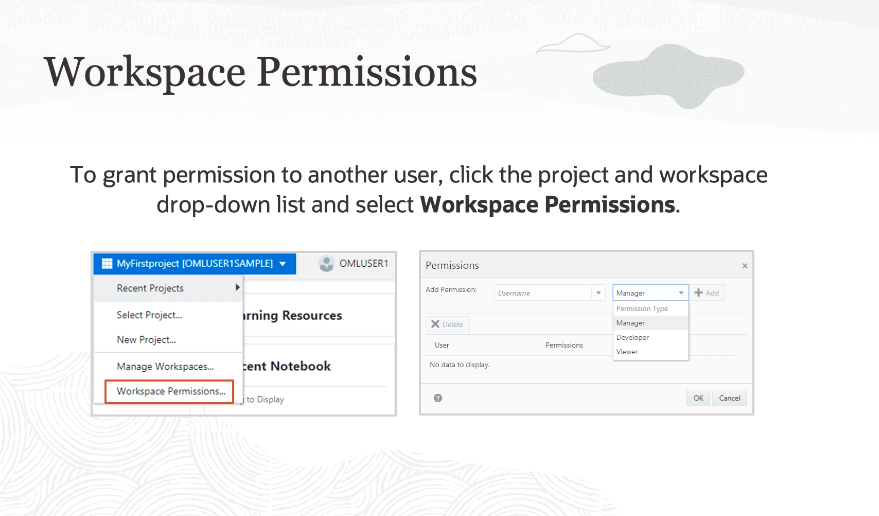 Workspace Permissions
To grant permission to another user, click the project and workspace
drop-down list and select Workspace Permissions.
MyFirstproject [OMLUSER1SAMPLE]
OMLUSER1
Recent Projects
Select Project...
New Project...
Manage Workspaces...
Workspace Permissions...
arning Resources
cent Notebook
to Display
Permissions
Add Permission:
Username
Manager
Add
Permission Type
Manager
Developer
Viewer
Delete
User
Permissions
No data to display.
OK
Cancel